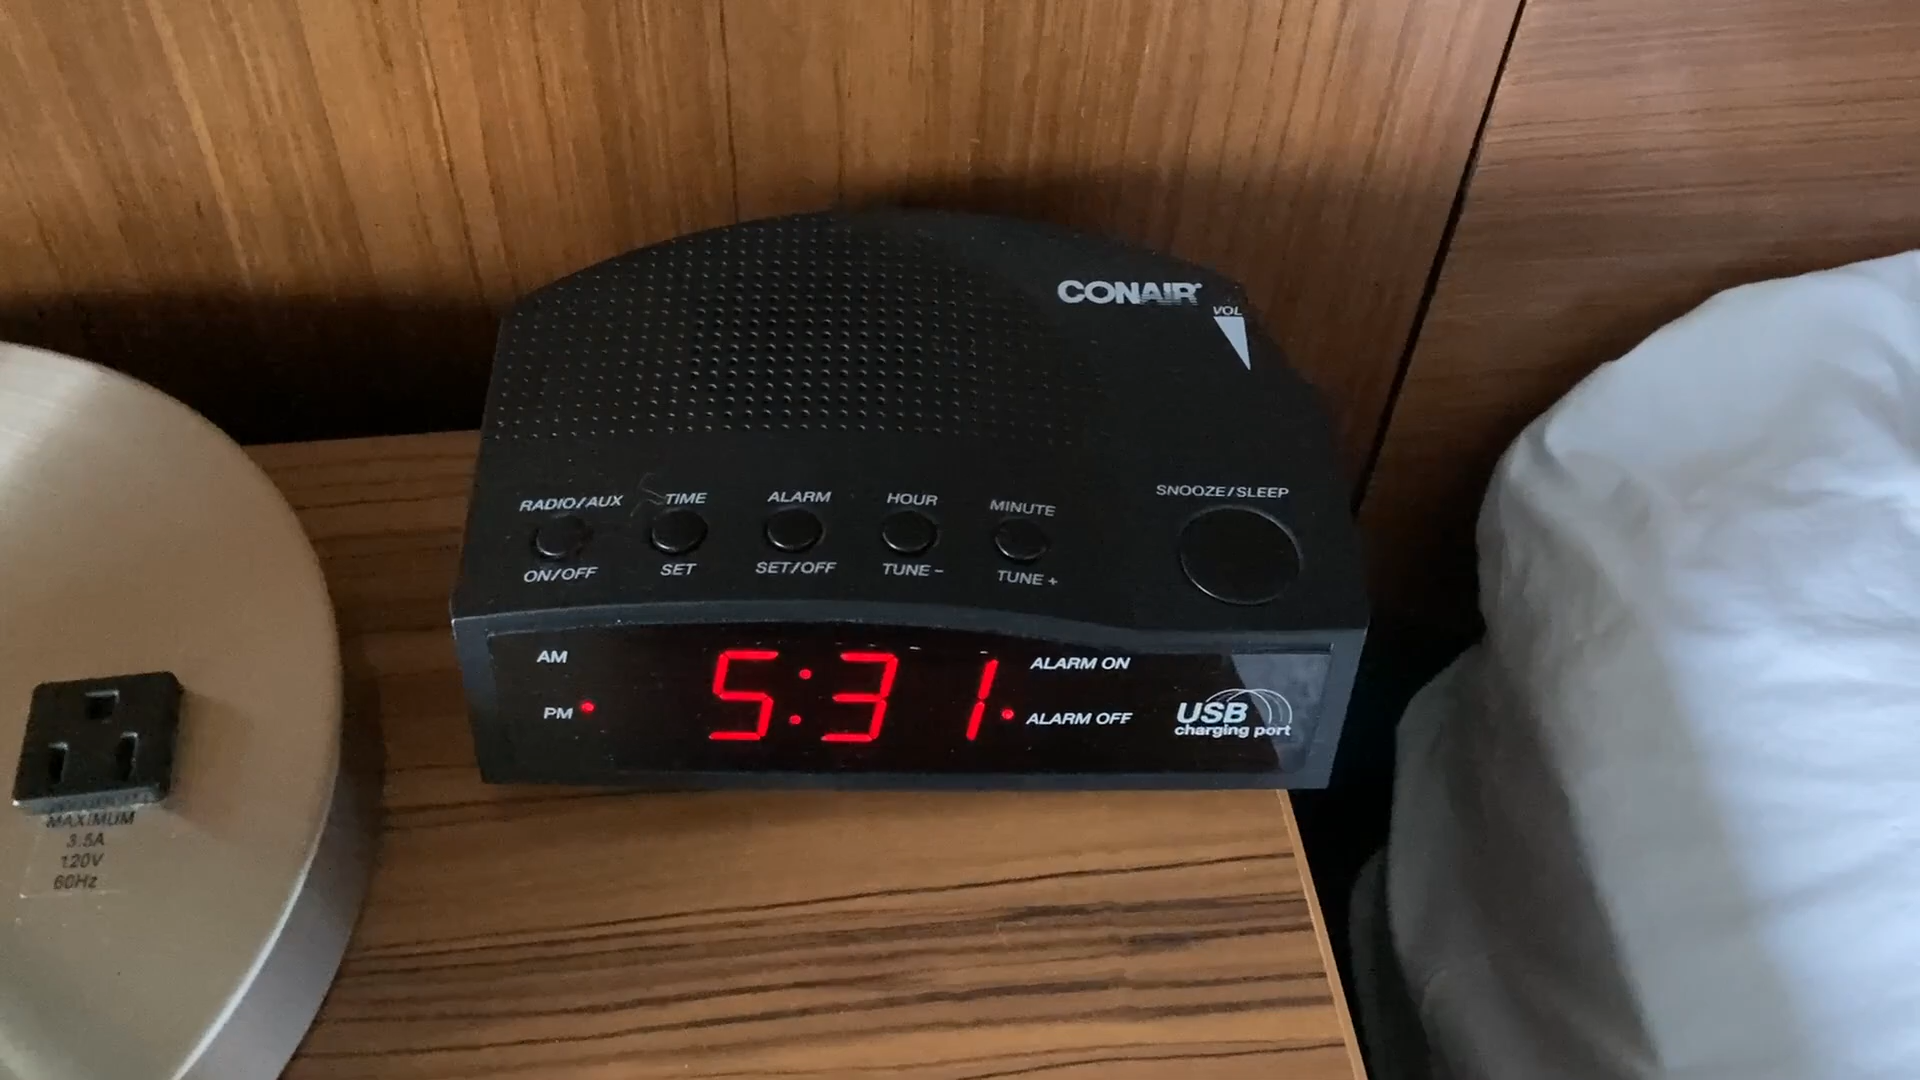 CONAIR
VOL
RADIO/AUX TIME ALARM HOUR MINUTE SNOOZE/SLEEP
ON/OFF SET SET/OFF TUNE- TUNE+
AM
PM
5:31
ALARM ON
ALARM OFF
USB
charging port
MAXIMUM
3.5A
120V
60Hz